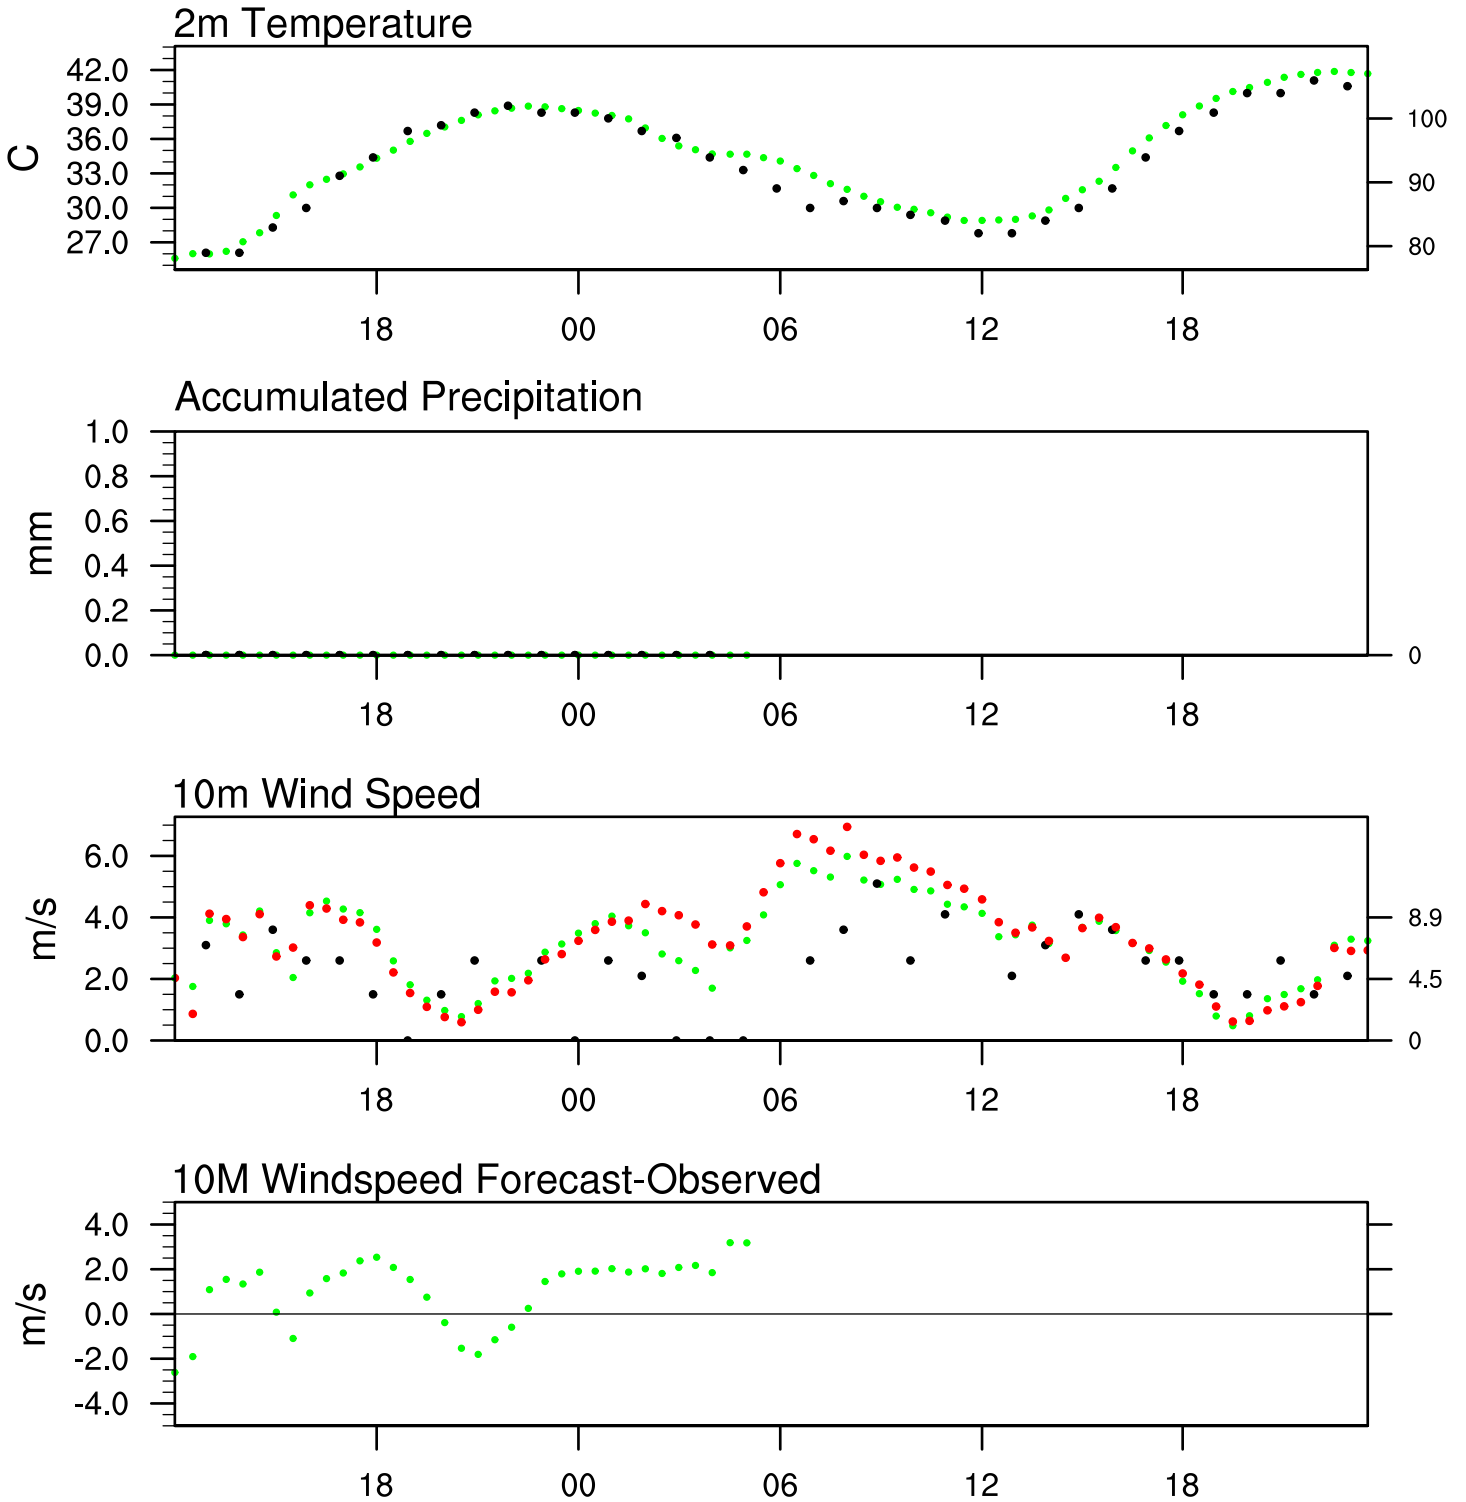 2m Temperature
42.0
39.0
36.0
33.0
30.0
27.0
C
100
90
80
18 00 06 12 18
Accumulated Precipitation
1.0
0.8
0.6
0.4
0.2
0.0
mm
0
18 00 06 12 18
10m Wind Speed
6.0
4.0
2.0
0.0
m/s
8.9
4.5
0
18 00 06 12 18
10M Windspeed Forecast-Observed
4.0
2.0
0.0
-2.0
-4.0
m/s
18 00 06 12 18